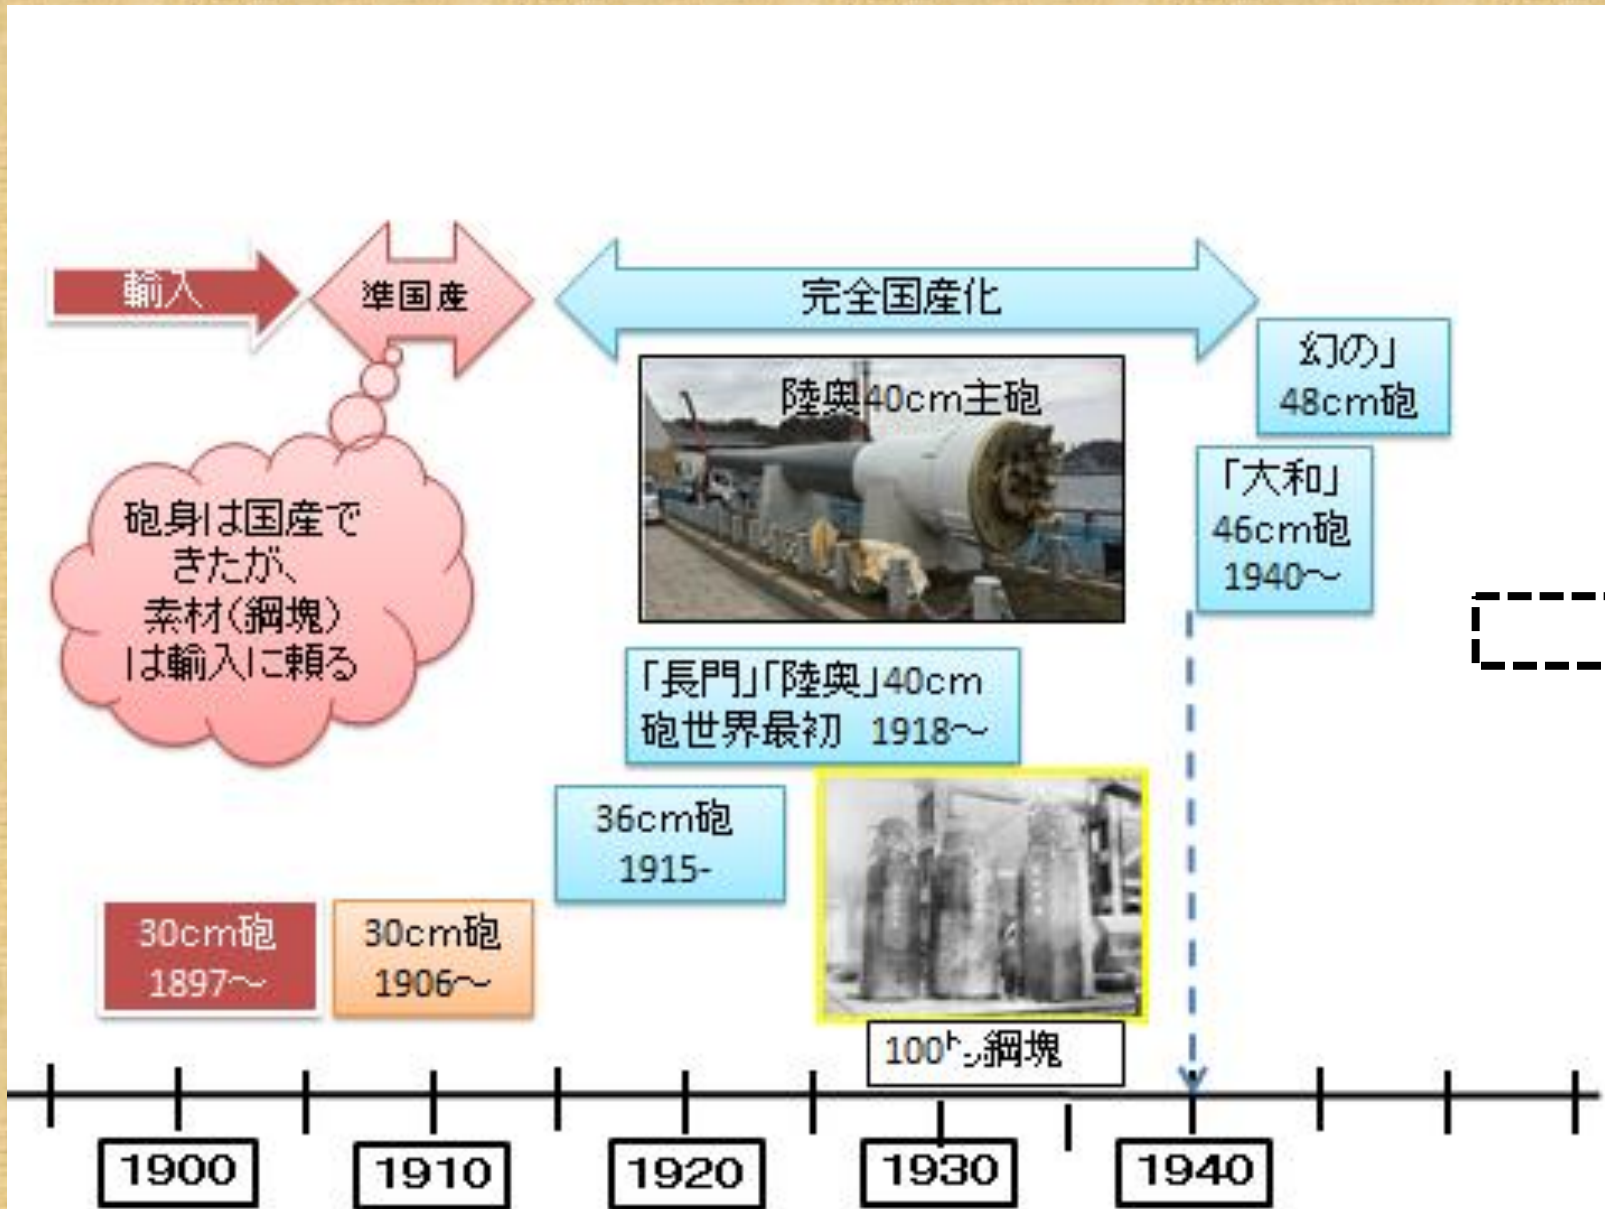 輸入
準国産
完全国産化
幻の」
48cm砲
陸奥40cm主砲
「大和」
46cm砲
1940～
砲身は国産で
きたが、
素材(鋼塊)
は輸入に頼る
「長門」「陸奥」40cm
砲世界最初 1918～
36cm砲
1915-
30cm砲
1897～
30cm砲
1906～
100㌧鋼塊
1900
1910
1920
1930
1940